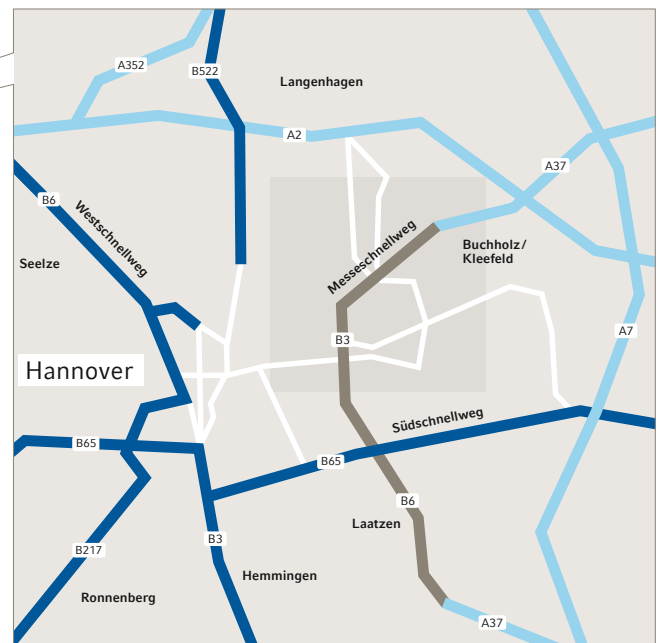 A352
B522
Langenhagen
A2
A37
B6
Westschnellweg
Seelze
Messeschnellweg
Buchholz/
Kleefeld
B3
A7
Hannover
Südschnellweg
B65
B65
B6
Laatzen
B217
B3
Hemmingen
Ronnenberg
A37